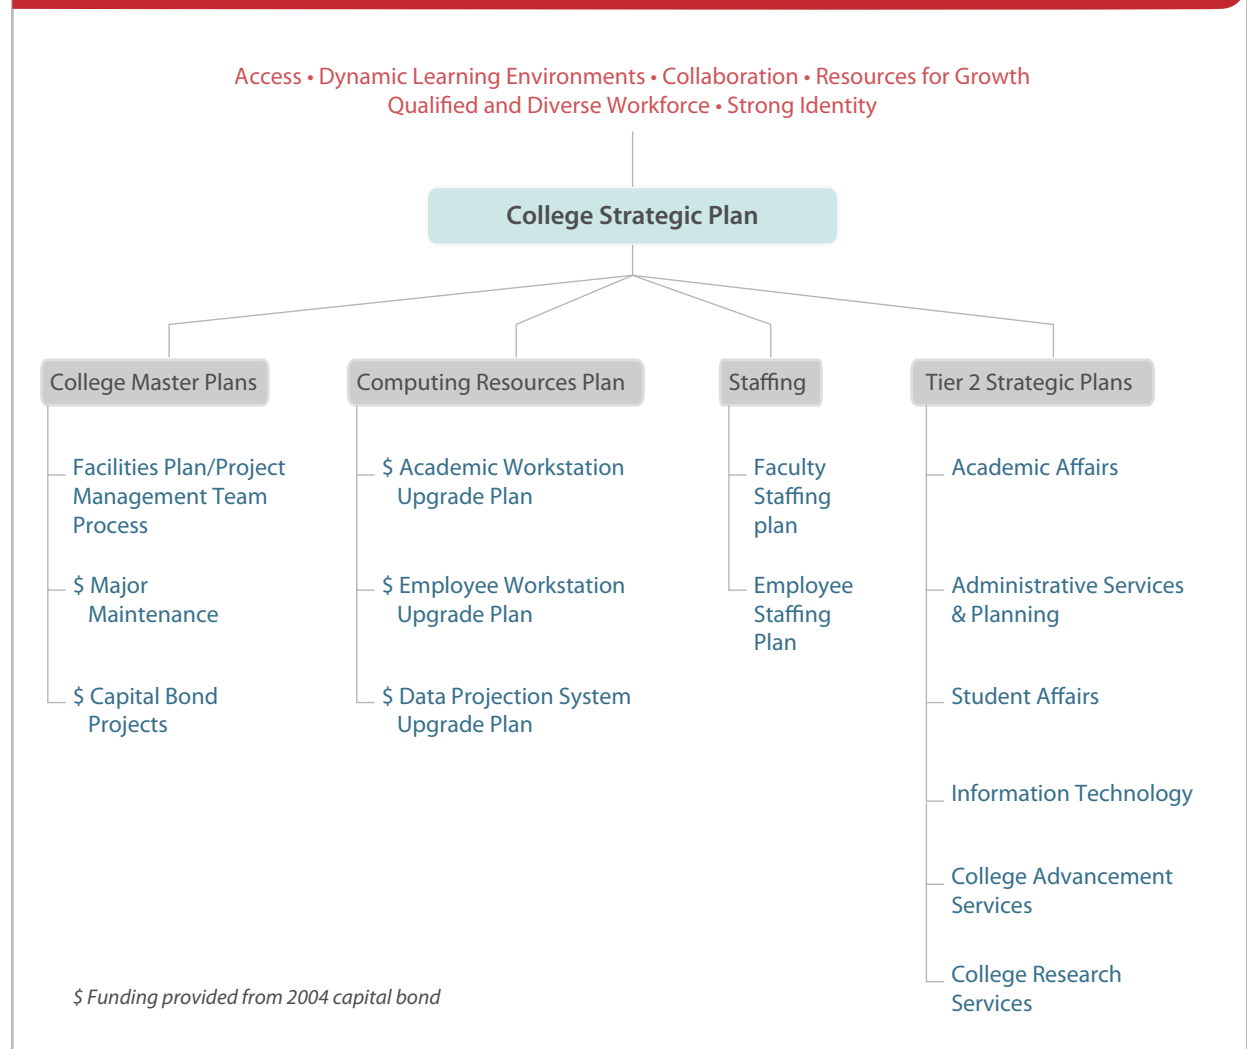 Access • Dynamic Learning Environments • Collaboration • Resources for Growth
Qualified and Diverse Workforce • Strong Identity
College Strategic Plan
College Master Plans
Facilities Plan/Project
Management Team
Process
$ Major
Maintenance
$ Capital Bond
Projects
Computing Resources Plan
$ Academic Workstation
Upgrade Plan
$ Employee Workstation
Upgrade Plan
$ Data Projection System
Upgrade Plan
Staffing
Faculty
Staffing
plan
Employee
Staffing
Plan
Tier 2 Strategic Plans
Academic Affairs
Administrative Services
& Planning
Student Affairs
Information Technology
College Advancement
Services
College Research
Services
$ Funding provided from 2004 capital bond